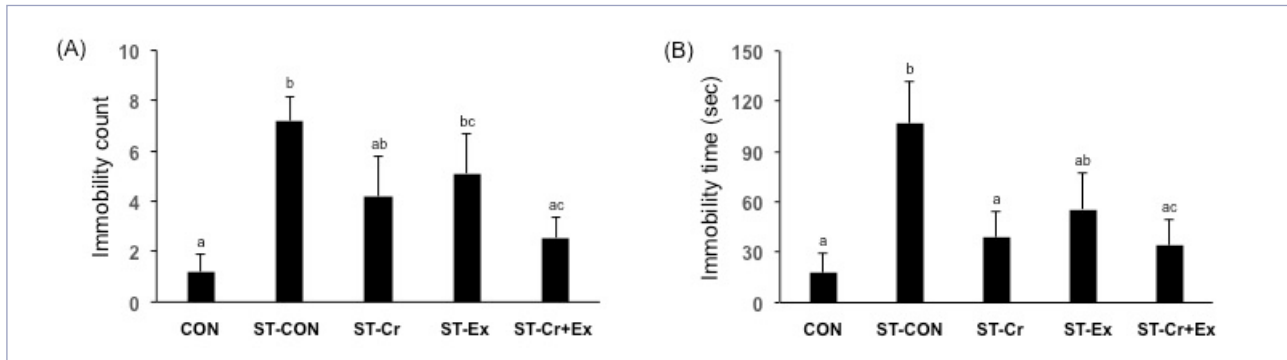 (A)
Immobility count
10
8
6
4
2
0
a
b
ab
bc
ac
CON ST-CON ST-Cr ST-Ex ST-Cr+Ex
(B)
Immobility time (sec)
150
120
90
60
30
0
a
b
a
ab
ac
CON ST-CON ST-Cr ST-Ex ST-Cr+Ex